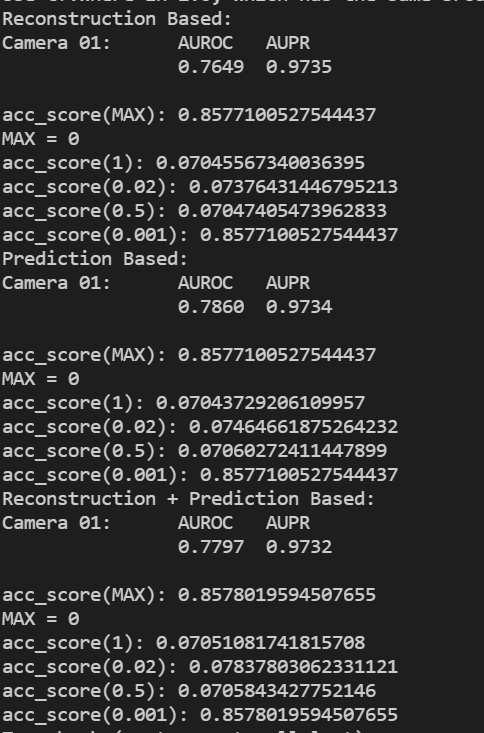 Reconstruction Based:
Camera 01:       AUROC   AUPR
                 0.7649  0.9735

acc_score(MAX): 0.8577100527544437
MAX = 0
acc_score(1): 0.07045567340036395
acc_score(0.02): 0.07376431446795213
acc_score(0.5): 0.07047405473962833
acc_score(0.001): 0.8577100527544437
Prediction Based:
Camera 01:       AUROC   AUPR
                 0.7860  0.9734

acc_score(MAX): 0.8577100527544437
MAX = 0
acc_score(1): 0.07043729206109957
acc_score(0.02): 0.07464661875264232
acc_score(0.5): 0.07060272411447899
acc_score(0.001): 0.8577100527544437
Reconstruction + Prediction Based:
Camera 01:       AUROC   AUPR
                 0.7797  0.9732

acc_score(MAX): 0.8578019594507655
MAX = 0
acc_score(1): 0.07051081741815708
acc_score(0.02): 0.07837803062331121
acc_score(0.5): 0.0705843427752146
acc_score(0.001): 0.8578019594507655